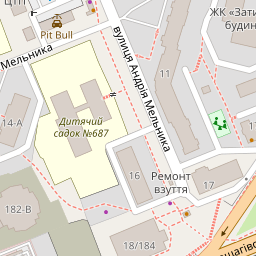 ЦТП
Pit Bull
ЖК «Зати
будин
Мельника
вулиця Андрія Мельника
11
14-А
Дитячий
садок №687
16
Ремонт
взуття
17
182-В
18/184